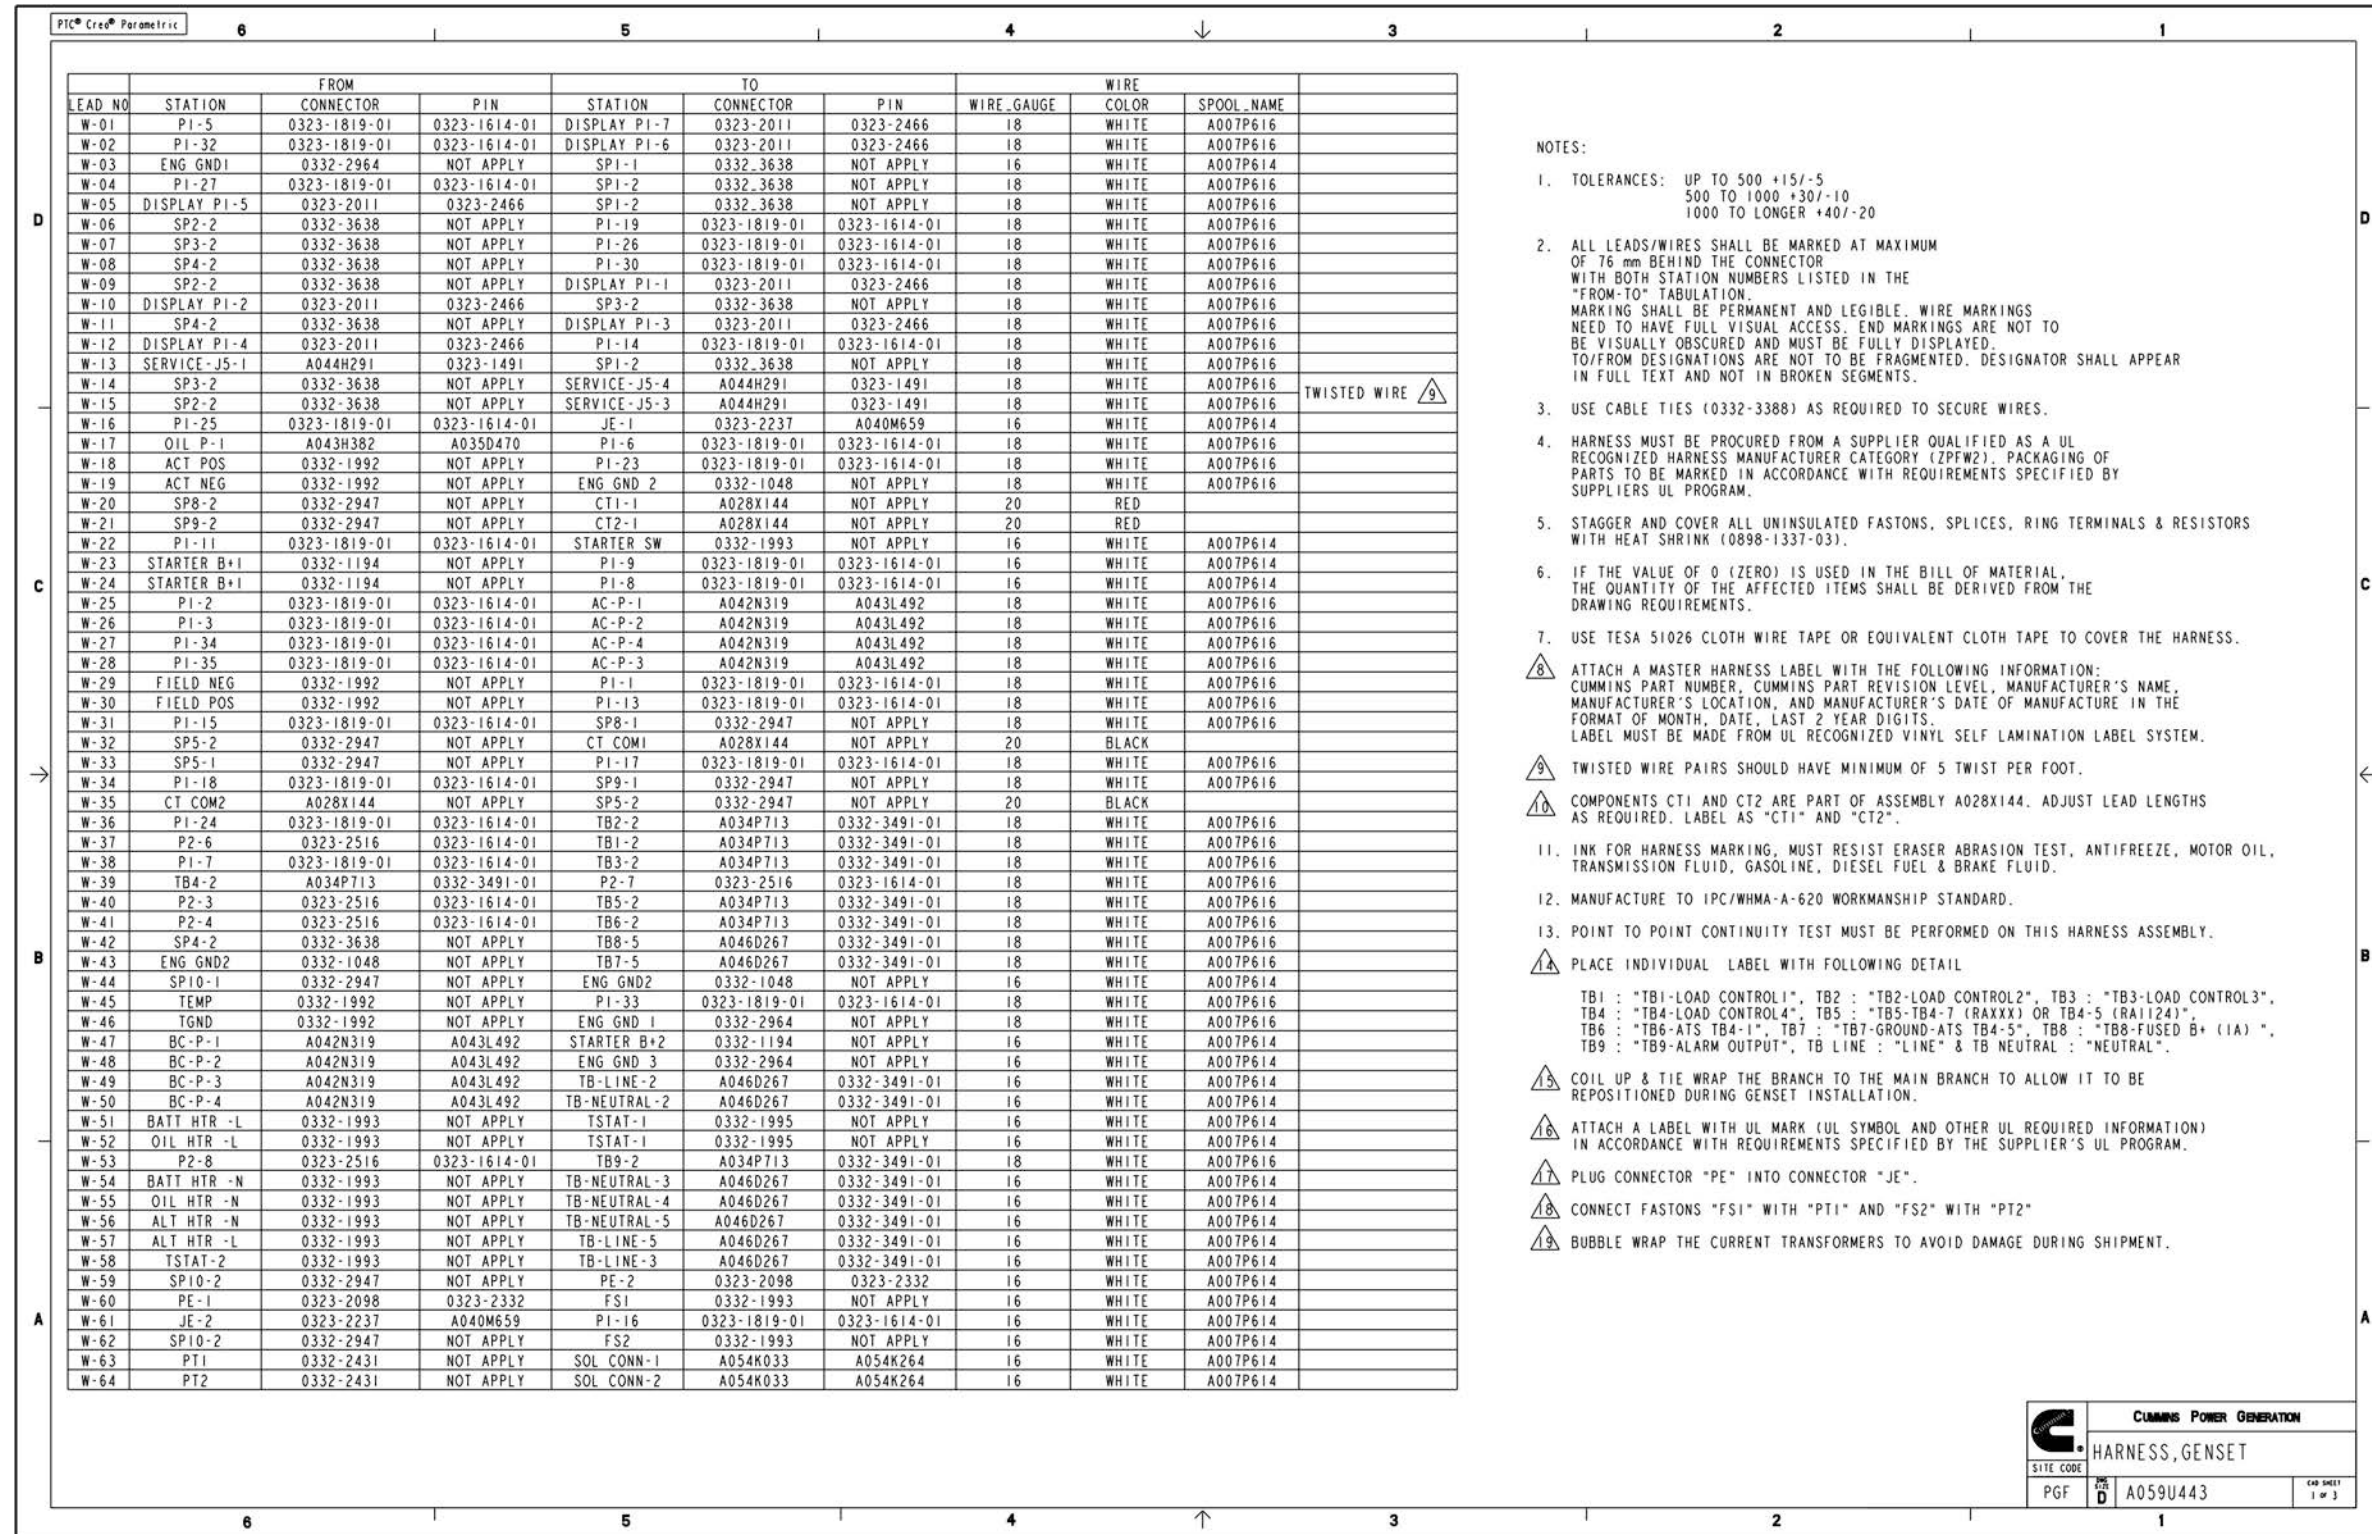 PTC® Creo® Parametric
6 5 4 3 2 1
FROM TO WIRE
LEAD NO STATION CONNECTOR PIN STATION CONNECTOR PIN WIRE_GAUGE COLOR SPOOL_NAME
W-01 P1-5 0323-1819-01 0323-1614-01 DISPLAY P1-7 0323-2011 0323-2466 18 WHITE A007P616
W-02 P1-32 0323-1819-01 0323-1614-01 DISPLAY P1-6 0323-2011 0323-2466 18 WHITE A007P616
W-03 ENG GND1 0332-2964 NOT APPLY SP1-1 0332_3638 NOT APPLY 16 WHITE A007P614
W-04 P1-27 0323-1819-01 0323-1614-01 SP1-2 0332_3638 NOT APPLY 18 WHITE A007P616
W-05 DISPLAY P1-5 0323-2011 0323-2466 SP1-2 0332_3638 NOT APPLY 18 WHITE A007P616
W-06 SP2-2 0332-3638 NOT APPLY P1-19 0323-1819-01 0323-1614-01 18 WHITE A007P616
W-07 SP3-2 0332-3638 NOT APPLY P1-26 0323-1819-01 0323-1614-01 18 WHITE A007P616
W-08 SP4-2 0332-3638 NOT APPLY P1-30 0323-1819-01 0323-1614-01 18 WHITE A007P616
W-09 SP2-2 0332-3638 NOT APPLY DISPLAY P1-1 0323-2011 0323-2466 18 WHITE A007P616
W-10 DISPLAY P1-2 0323-2011 0323-2466 SP3-2 0332-3638 NOT APPLY 18 WHITE A007P616
W-11 SP4-2 0332-3638 NOT APPLY DISPLAY P1-3 0323-2011 0323-2466 18 WHITE A007P616
W-12 DISPLAY P1-4 0323-2011 0323-2466 P1-14 0323-1819-01 0323-1614-01 18 WHITE A007P616
W-13 SERVICE-J5-1 A044H291 0323-1491 SP1-2 0332_3638 NOT APPLY 18 WHITE A007P616
W-14 SP3-2 0332-3638 NOT APPLY SERVICE-J5-4 A044H291 0323-1491 18 WHITE A007P616
TWISTED WIRE 9
W-15 SP2-2 0332-3638 NOT APPLY SERVICE-J5-3 A044H291 0323-1491 18 WHITE A007P616
W-16 P1-25 0323-1819-01 0323-1614-01 JE-1 0323-2237 A040M659 16 WHITE A007P614
W-17 OIL P-1 A043H382 A035D470 P1-6 0323-1819-01 0323-1614-01 18 WHITE A007P616
W-18 ACT POS 0332-1992 NOT APPLY P1-23 0323-1819-01 0323-1614-01 18 WHITE A007P616
W-19 ACT NEG 0332-1992 NOT APPLY ENG GND 2 0332-1048 NOT APPLY 18 WHITE A007P616
W-20 SP8-2 0332-2947 NOT APPLY CT1-1 A028X144 NOT APPLY 20 RED
W-21 SP9-2 0332-2947 NOT APPLY CT2-1 A028X144 NOT APPLY 20 RED
W-22 P1-11 0323-1819-01 0323-1614-01 STARTER SW 0332-1993 NOT APPLY 16 WHITE A007P614
W-23 STARTER B+1 0332-1194 NOT APPLY P1-9 0323-1819-01 0323-1614-01 16 WHITE A007P614
W-24 STARTER B+1 0332-1194 NOT APPLY P1-8 0323-1819-01 0323-1614-01 16 WHITE A007P614
W-25 P1-2 0323-1819-01 0323-1614-01 AC-P-1 A042N319 A043L492 18 WHITE A007P616
W-26 P1-3 0323-1819-01 0323-1614-01 AC-P-2 A042N319 A043L492 18 WHITE A007P616
W-27 P1-34 0323-1819-01 0323-1614-01 AC-P-4 A042N319 A043L492 18 WHITE A007P616
W-28 P1-35 0323-1819-01 0323-1614-01 AC-P-3 A042N319 A043L492 18 WHITE A007P616
W-29 FIELD NEG 0332-1992 NOT APPLY P1-1 0323-1819-01 0323-1614-01 18 WHITE A007P616
W-30 FIELD POS 0332-1992 NOT APPLY P1-13 0323-1819-01 0323-1614-01 18 WHITE A007P616
W-31 P1-15 0323-1819-01 0323-1614-01 SP8-1 0332-2947 NOT APPLY 18 WHITE A007P616
W-32 SP5-2 0332-2947 NOT APPLY CT COM1 A028X144 NOT APPLY 20 BLACK
W-33 SP5-1 0332-2947 NOT APPLY P1-17 0323-1819-01 0323-1614-01 18 WHITE A007P616
W-34 P1-18 0323-1819-01 0323-1614-01 SP9-1 0332-2947 NOT APPLY 18 WHITE A007P616
W-35 CT COM2 A028X144 NOT APPLY SP5-2 0332-2947 NOT APPLY 20 BLACK
W-36 P1-24 0323-1819-01 0323-1614-01 TB2-2 A034P713 0332-3491-01 18 WHITE A007P616
W-37 P2-6 0323-2516 0323-1614-01 TB1-2 A034P713 0332-3491-01 18 WHITE A007P616
W-38 P1-7 0323-1819-01 0323-1614-01 TB3-2 A034P713 0332-3491-01 18 WHITE A007P616
W-39 TB4-2 A034P713 0332-3491-01 P2-7 0323-2516 0323-1614-01 18 WHITE A007P616
W-40 P2-3 0323-2516 0323-1614-01 TB5-2 A034P713 0332-3491-01 18 WHITE A007P616
W-41 P2-4 0323-2516 0323-1614-01 TB6-2 A034P713 0332-3491-01 18 WHITE A007P616
W-42 SP4-2 0332-3638 NOT APPLY TB8-5 A046D267 0332-3491-01 18 WHITE A007P616
W-43 ENG GND2 0332-1048 NOT APPLY TB7-5 A046D267 0332-3491-01 18 WHITE A007P616
W-44 SP10-1 0332-2947 NOT APPLY ENG GND2 0332-1048 NOT APPLY 16 WHITE A007P614
W-45 TEMP 0332-1992 NOT APPLY P1-33 0323-1819-01 0323-1614-01 18 WHITE A007P616
W-46 TGND 0332-1992 NOT APPLY ENG GND 1 0332-2964 NOT APPLY 18 WHITE A007P616
W-47 BC-P-1 A042N319 A043L492 STARTER B+2 0332-1194 NOT APPLY 16 WHITE A007P614
W-48 BC-P-2 A042N319 A043L492 ENG GND 3 0332-2964 NOT APPLY 16 WHITE A007P614
W-49 BC-P-3 A042N319 A043L492 TB-LINE-2 A046D267 0332-3491-01 16 WHITE A007P614
W-50 BC-P-4 A042N319 A043L492 TB-NEUTRAL-2 A046D267 0332-3491-01 16 WHITE A007P614
W-51 BATT HTR -L 0332-1993 NOT APPLY TSTAT-1 0332-1995 NOT APPLY 16 WHITE A007P614
W-52 OIL HTR -L 0332-1993 NOT APPLY TSTAT-1 0332-1995 NOT APPLY 16 WHITE A007P614
W-53 P2-8 0323-2516 0323-1614-01 TB9-2 A034P713 0332-3491-01 18 WHITE A007P616
W-54 BATT HTR -N 0332-1993 NOT APPLY TB-NEUTRAL-3 A046D267 0332-3491-01 16 WHITE A007P614
W-55 OIL HTR -N 0332-1993 NOT APPLY TB-NEUTRAL-4 A046D267 0332-3491-01 16 WHITE A007P614
W-56 ALT HTR -N 0332-1993 NOT APPLY TB-NEUTRAL-5 A046D267 0332-3491-01 16 WHITE A007P614
W-57 ALT HTR -L 0332-1993 NOT APPLY TB-LINE-5 A046D267 0332-3491-01 16 WHITE A007P614
W-58 TSTAT-2 0332-1993 NOT APPLY TB-LINE-3 A046D267 0332-3491-01 16 WHITE A007P614
W-59 SP10-2 0332-2947 NOT APPLY PE-2 0323-2098 0323-2332 16 WHITE A007P614
W-60 PE-1 0323-2098 0323-2332 FS1 0332-1993 NOT APPLY 16 WHITE A007P614
W-61 JE-2 0323-2237 A040M659 P1-16 0323-1819-01 0323-1614-01 16 WHITE A007P614
W-62 SP10-2 0332-2947 NOT APPLY FS2 0332-1993 NOT APPLY 16 WHITE A007P614
W-63 PT1 0332-2431 NOT APPLY SOL CONN-1 A054K033 A054K264 16 WHITE A007P614
W-64 PT2 0332-2431 NOT APPLY SOL CONN-2 A054K033 A054K264 16 WHITE A007P614
NOTES:
1. TOLERANCES: UP TO 500 +15/-5
500 TO 1000 +30/-10
1000 TO LONGER +40/-20
2. ALL LEADS/WIRES SHALL BE MARKED AT MAXIMUM
OF 76 mm BEHIND THE CONNECTOR
WITH BOTH STATION NUMBERS LISTED IN THE
"FROM-TO" TABULATION.
MARKING SHALL BE PERMANENT AND LEGIBLE. WIRE MARKINGS
NEED TO HAVE FULL VISUAL ACCESS. END MARKINGS ARE NOT TO
BE VISUALLY OBSCURED AND MUST BE FULLY DISPLAYED.
TO/FROM DESIGNATIONS ARE NOT TO BE FRAGMENTED. DESIGNATOR SHALL APPEAR
IN FULL TEXT AND NOT IN BROKEN SEGMENTS.
3. USE CABLE TIES (0332-3388) AS REQUIRED TO SECURE WIRES.
4. HARNESS MUST BE PROCURED FROM A SUPPLIER QUALIFIED AS A UL
RECOGNIZED HARNESS MANUFACTURER CATEGORY (ZPFW2). PACKAGING OF
PARTS TO BE MARKED IN ACCORDANCE WITH REQUIREMENTS SPECIFIED BY
SUPPLIERS UL PROGRAM.
5. STAGGER AND COVER ALL UNINSULATED FASTONS, SPLICES, RING TERMINALS & RESISTORS
WITH HEAT SHRINK (0898-1337-03).
6. IF THE VALUE OF 0 (ZERO) IS USED IN THE BILL OF MATERIAL,
THE QUANTITY OF THE AFFECTED ITEMS SHALL BE DERIVED FROM THE
DRAWING REQUIREMENTS.
7. USE TESA 51026 CLOTH WIRE TAPE OR EQUIVALENT CLOTH TAPE TO COVER THE HARNESS.
8 ATTACH A MASTER HARNESS LABEL WITH THE FOLLOWING INFORMATION:
CUMMINS PART NUMBER, CUMMINS PART REVISION LEVEL, MANUFACTURER'S NAME,
MANUFACTURER'S LOCATION, AND MANUFACTURER'S DATE OF MANUFACTURE IN THE
FORMAT OF MONTH, DATE, LAST 2 YEAR DIGITS.
LABEL MUST BE MADE FROM UL RECOGNIZED VINYL SELF LAMINATION LABEL SYSTEM.
9 TWISTED WIRE PAIRS SHOULD HAVE MINIMUM OF 5 TWIST PER FOOT.
10 COMPONENTS CT1 AND CT2 ARE PART OF ASSEMBLY A028X144. ADJUST LEAD LENGTHS
AS REQUIRED. LABEL AS "CT1" AND "CT2".
11. INK FOR HARNESS MARKING, MUST RESIST ERASER ABRASION TEST, ANTIFREEZE, MOTOR OIL,
TRANSMISSION FLUID, GASOLINE, DIESEL FUEL & BRAKE FLUID.
12. MANUFACTURE TO IPC/WHMA-A-620 WORKMANSHIP STANDARD.
13. POINT TO POINT CONTINUITY TEST MUST BE PERFORMED ON THIS HARNESS ASSEMBLY.
14 PLACE INDIVIDUAL LABEL WITH FOLLOWING DETAIL
TB1 : "TB1-LOAD CONTROL1", TB2 : "TB2-LOAD CONTROL2", TB3 : "TB3-LOAD CONTROL3",
TB4 : "TB4-LOAD CONTROL4", TB5 : "TB5-TB4-7 (RAXXX) OR TB4-5 (RA1124)",
TB6 : "TB6-ATS TB4-1", TB7 : "TB7-GROUND-ATS TB4-5", TB8 : "TB8-FUSED B+ (1A) ",
TB9 : "TB9-ALARM OUTPUT", TB LINE : "LINE" & TB NEUTRAL : "NEUTRAL".
15 COIL UP & TIE WRAP THE BRANCH TO THE MAIN BRANCH TO ALLOW IT TO BE
REPOSITIONED DURING GENSET INSTALLATION.
16 ATTACH A LABEL WITH UL MARK (UL SYMBOL AND OTHER UL REQUIRED INFORMATION)
IN ACCORDANCE WITH REQUIREMENTS SPECIFIED BY THE SUPPLIER'S UL PROGRAM.
17 PLUG CONNECTOR "PE" INTO CONNECTOR "JE".
18 CONNECT FASTONS "FS1" WITH "PT1" AND "FS2" WITH "PT2"
19 BUBBLE WRAP THE CURRENT TRANSFORMERS TO AVOID DAMAGE DURING SHIPMENT.
D D
C C
B B
A A
Cummins ®
CUMMINS POWER GENERATION
HARNESS,GENSET
SITE CODE
PGF
DWG SIZE
D
A059U443
CAD SHEET
1 OF 3
6 5 4 3 2 1